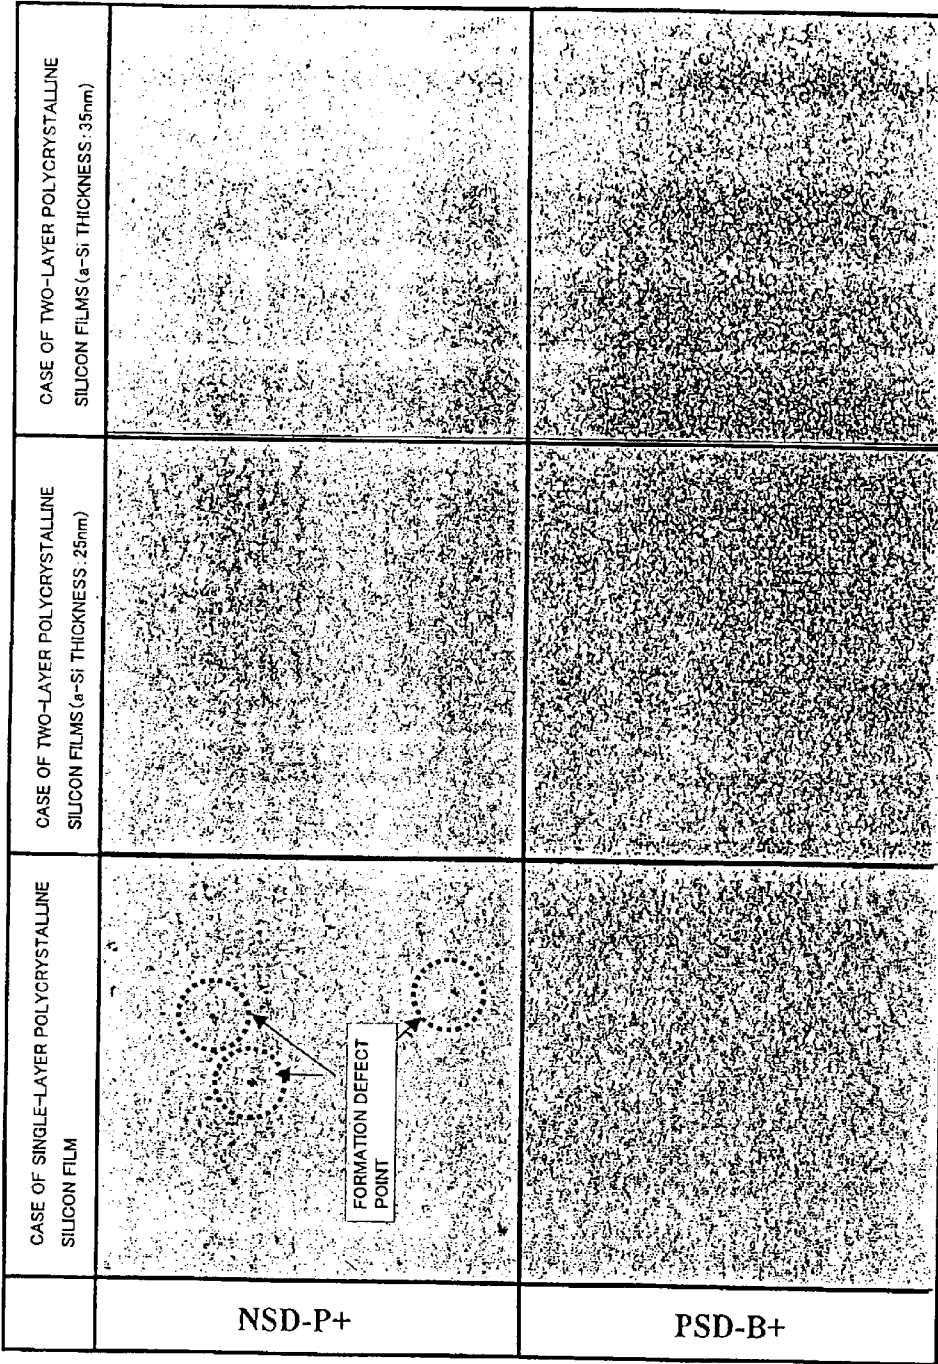 CASE OF SINGLE-LAYER POLYCRYSTALLINE
SILICON FILM
CASE OF TWO-LAYER POLYCRYSTALLINE
SILICON FILMS (a-Si THICKNESS:25nm)
CASE OF TWO-LAYER POLYCRYSTALLINE
SILICON FILMS (a-Si THICKNESS:35nm)
NSD-P+
FORMATION DEFECT
POINT
PSD-B+